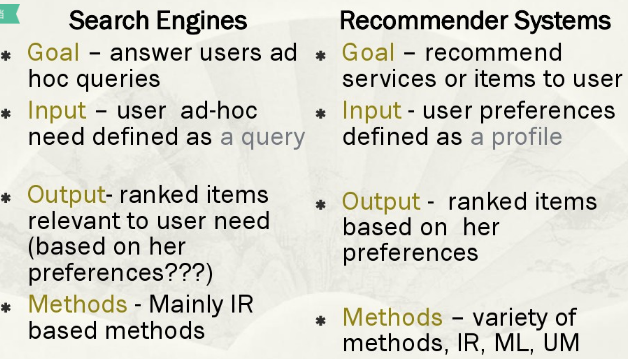 Search Engines
* Goal – answer users ad
hoc queries
* Input – user ad-hoc
need defined as a query
* Output- ranked items
relevant to user need
(based on her
preferences???)
* Methods - Mainly IR
based methods
Recommender Systems
* Goal – recommend
services or items to user
* Input - user preferences
defined as a profile
* Output - ranked items
based on her
preferences
* Methods – variety of
methods, IR, ML, UM